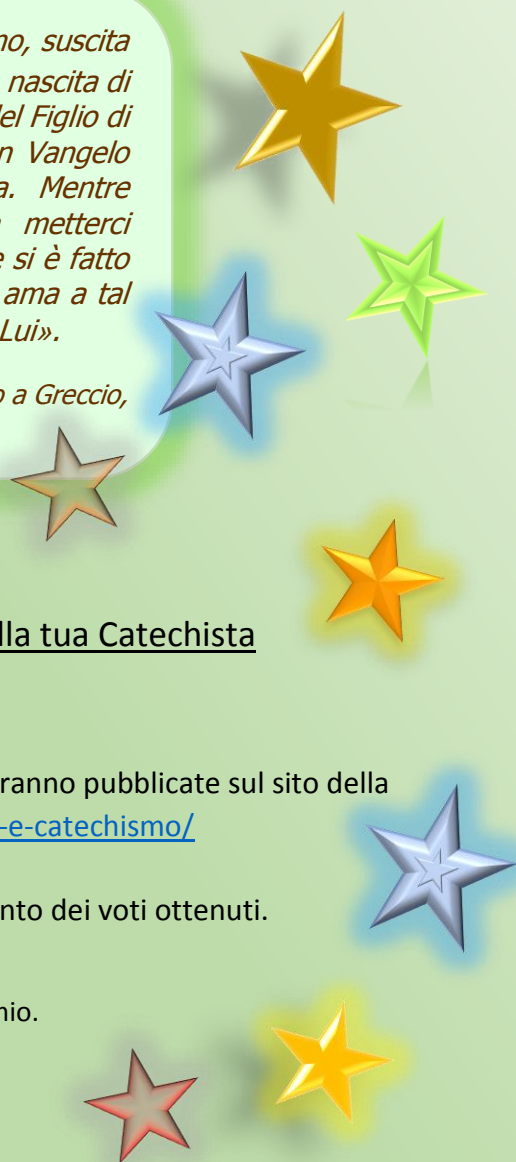 no, suscita
nascita di
del Figlio di
n Vangelo
a. Mentre
metterci
e si è fatto
ama a tal
Lui».
o a Greccio,
lla tua Catechista
ranno pubblicate sul sito della
-e-catechismo/
nto dei voti ottenuti.
nio.